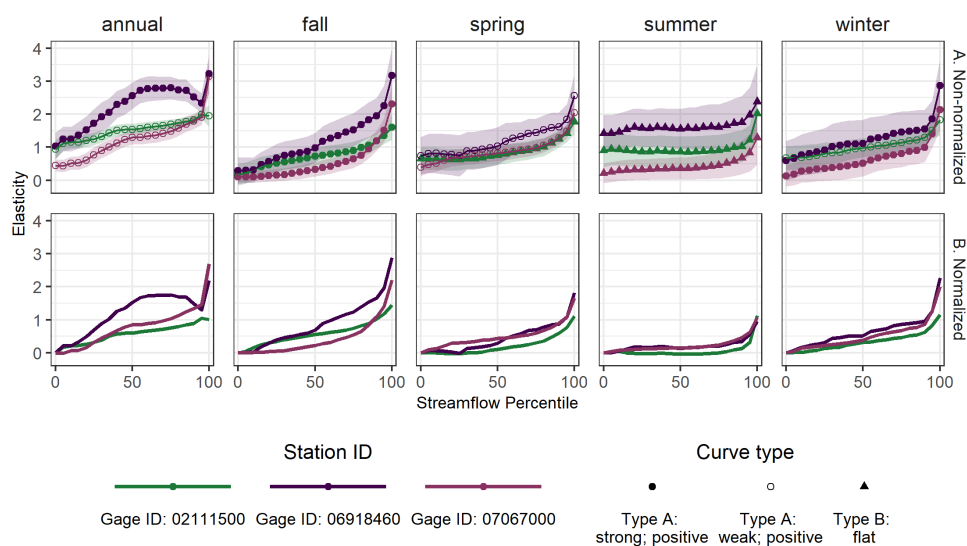 annual fall spring summer winter
4
3
2
1
0
A. Non-normalized
Elasticity
4
3
2
1
0
B. Normalized
0 50 100 0 50 100 0 50 100 0 50 100 0 50 100
Streamflow Percentile
Station ID Curve type
Gage ID: 02111500 Gage ID: 06918460 Gage ID: 07067000
Type A: Type A: Type B:
strong; positive weak; positive flat